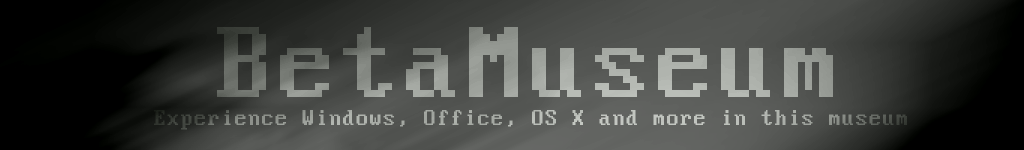 BetaMuseum
Experience Windows, Office, OS X and more in this museum